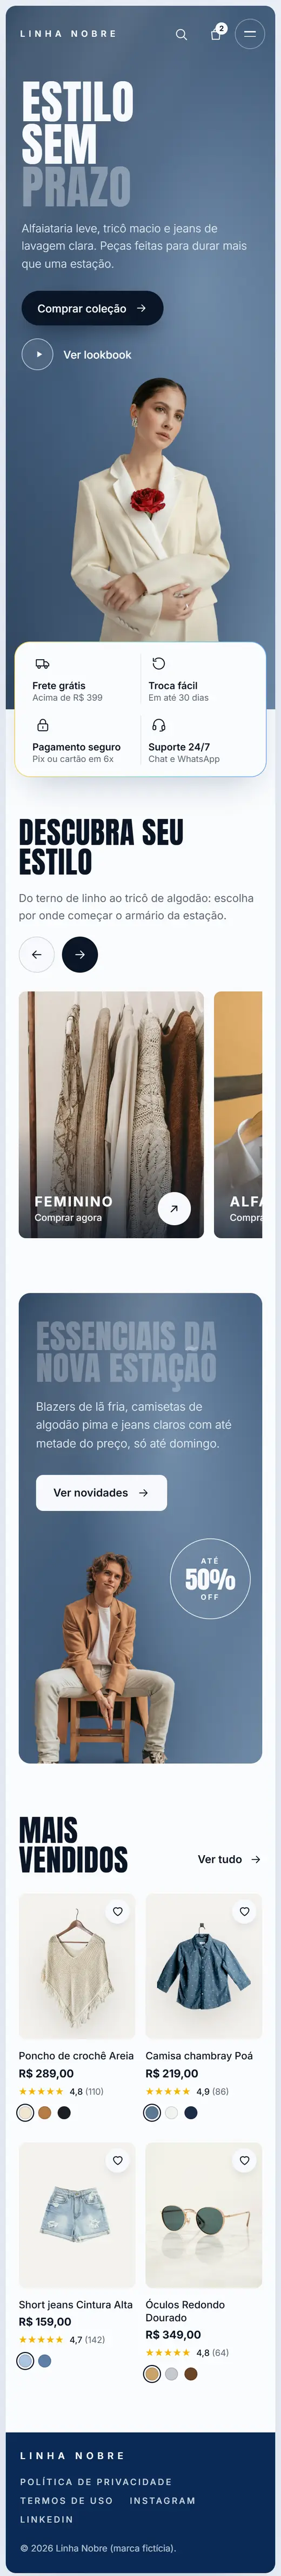 LINHA NOBRE
2
ESTILO
SEM
PRAZO
Alfaiataria leve, tricô macio e jeans de
lavagem clara. Peças feitas para durar mais
que uma estação.
Comprar coleção
Ver lookbook
Frete grátis
Acima de R$ 399
Troca fácil
Em até 30 dias
Pagamento seguro
Pix ou cartão em 6x
Suporte 24/7
Chat e WhatsApp
DESCUBRA SEU
ESTILO
Do terno de linho ao tricô de algodão: escolha
por onde começar o armário da estação.
FEMININO
Comprar agora
ALFA
Compra
ESSENCIAIS DA
NOVA ESTAÇÃO
Blazers de lã fria, camisetas de
algodão pima e jeans claros com até
metade do preço, só até domingo.
Ver novidades
ATÉ
50%
OFF
MAIS
VENDIDOS
Ver tudo
Poncho de crochê Areia
R$ 289,00
4,8 (110)
Camisa chambray Poá
R$ 219,00
4,9 (86)
Short jeans Cintura Alta
R$ 159,00
4,7 (142)
Óculos Redondo
Dourado
R$ 349,00
4,8 (64)
LINHA NOBRE
POLÍTICA DE PRIVACIDADE
TERMOS DE USO INSTAGRAM
LINKEDIN
© 2026 Linha Nobre (marca fictícia).